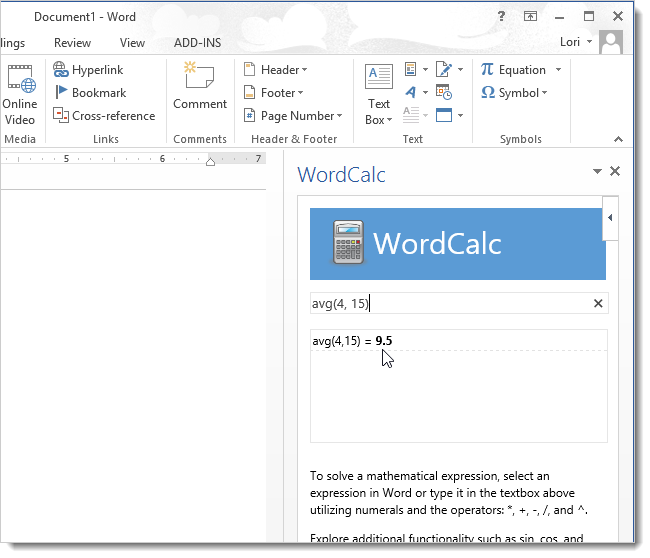 Document1 - Word
?
lings Review View ADD-INS
Lori
Online Video
Media
Hyperlink
Bookmark
Cross-reference
Links
Comment
Comments
Header
Footer
Page Number
Header & Footer
Text Box
Text
π Equation
Ω Symbol
Symbols
5 6 7
WordCalc
WordCalc
avg(4, 15)
avg(4,15) = 9.5
To solve a mathematical expression, select an
expression in Word or type it in the textbox above
utilizing numerals and the operators: *, +, -, /, and ^.
Explore additional functionality such as sin, cos, and